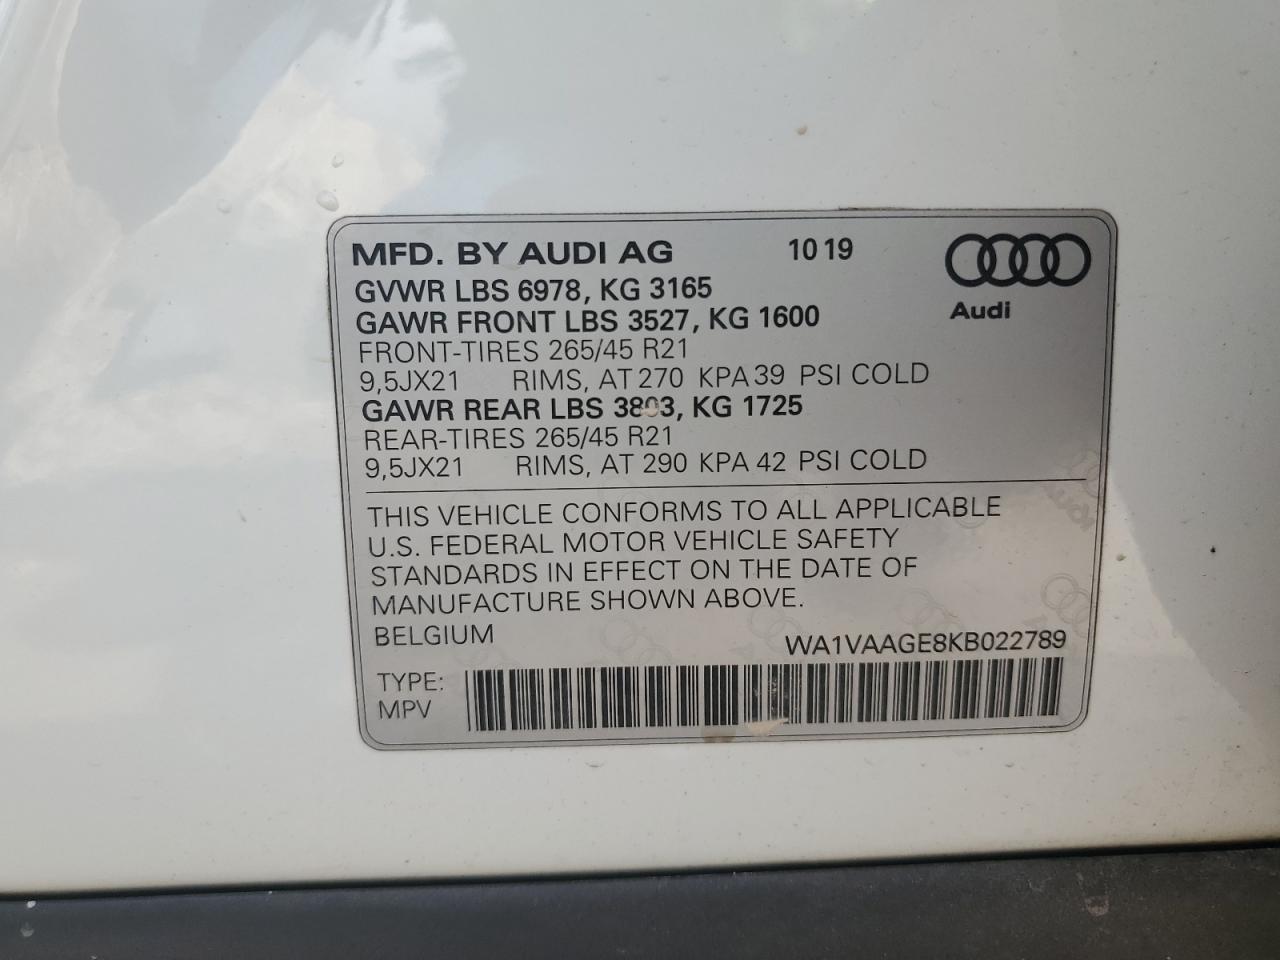 MFD. BY AUDI AG 10 19
GVWR LBS 6978, KG 3165
Audi
GAWR FRONT LBS 3527, KG 1600
FRONT-TIRES 265/45 R21
9,5JX21 RIMS, AT 270 KPA 39 PSI COLD
GAWR REAR LBS 3803, KG 1725
REAR-TIRES 265/45 R21
9,5JX21 RIMS, AT 290 KPA 42 PSI COLD
THIS VEHICLE CONFORMS TO ALL APPLICABLE
U.S. FEDERAL MOTOR VEHICLE SAFETY
STANDARDS IN EFFECT ON THE DATE OF
MANUFACTURE SHOWN ABOVE.
BELGIUM
WA1VAAGE8KB022789
TYPE:
MPV